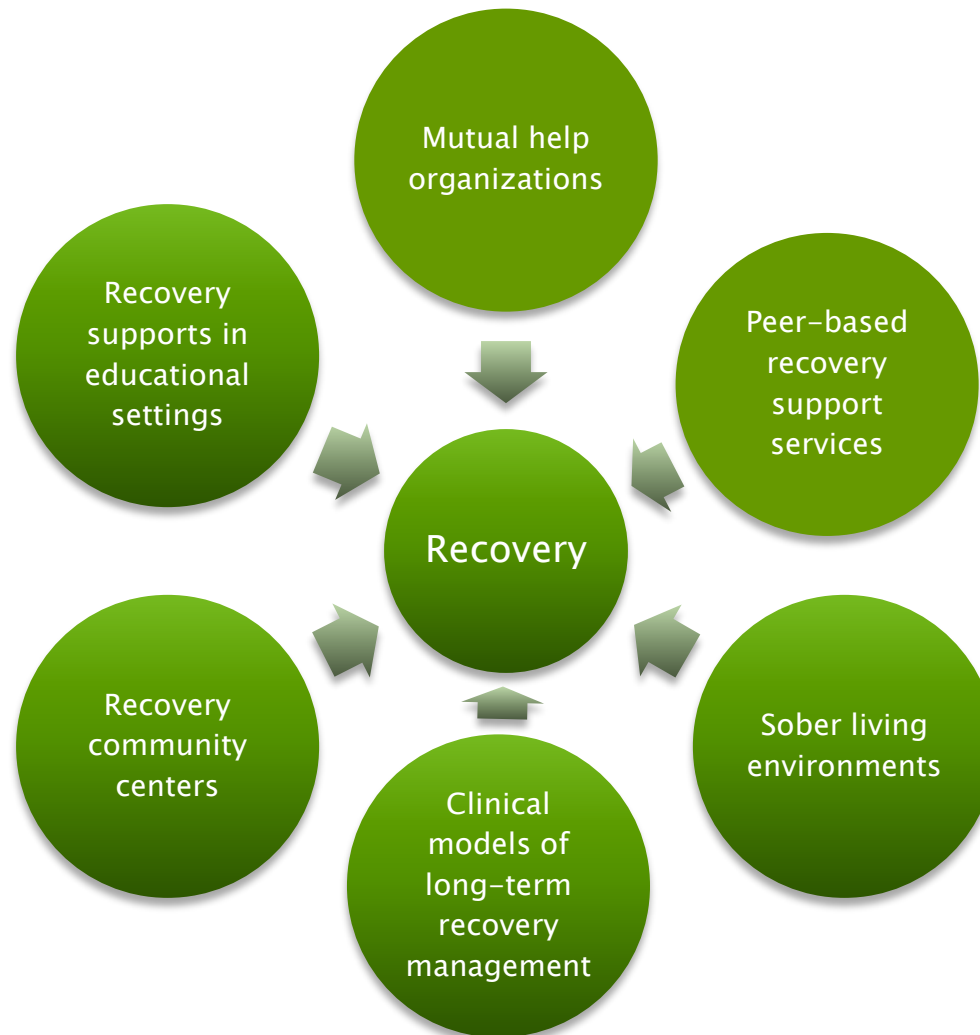 Mutual help
organizations
Peer-based
recovery
support
services
Sober living
environments
Clinical
models of
long-term
recovery
management
Recovery
community
centers
Recovery
supports in
educational
settings
Recovery